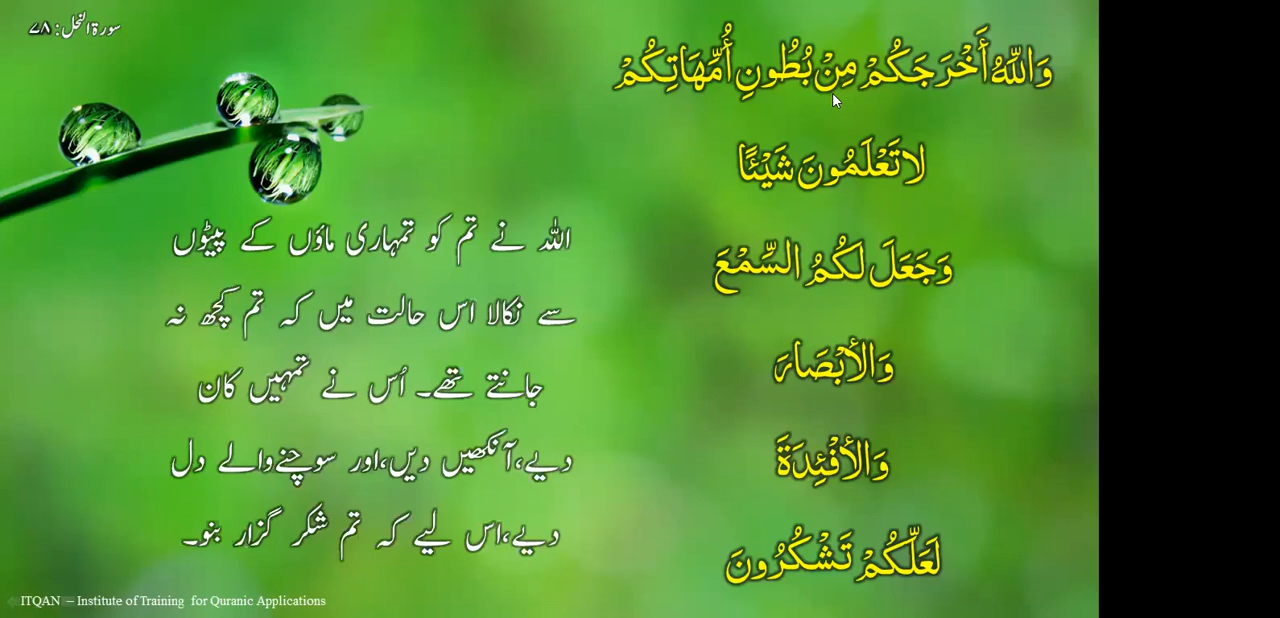 سورۃ النحل: ۷۸
وَاللّٰهُ أَخْرَجَكُمْ مِنْ بُطُونِ أُمَّهَاتِكُمْ
لَا تَعْلَمُونَ شَيْئًا
وَجَعَلَ لَكُمُ السَّمْعَ
وَالْأَبْصَارَ
وَالْأَفْئِدَةَ
لَعَلَّكُمْ تَشْكُرُونَ
اللہ نے تم کو تمہاری ماؤں کے پیٹوں
سے نکالا اس حالت میں کہ تم کچھ نہ
جانتے تھے۔ اُس نے تمہیں کان
دیے، آنکھیں دیں، اور سوچنے والے دل
دیے، اس لیے کہ تم شکر گزار بنو۔
ITQAN – Institute of Training for Quranic Applications